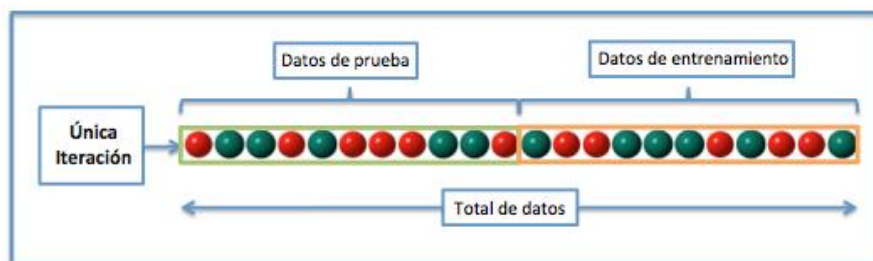 Datos de prueba
Datos de entrenamiento
Única
Iteración
Total de datos